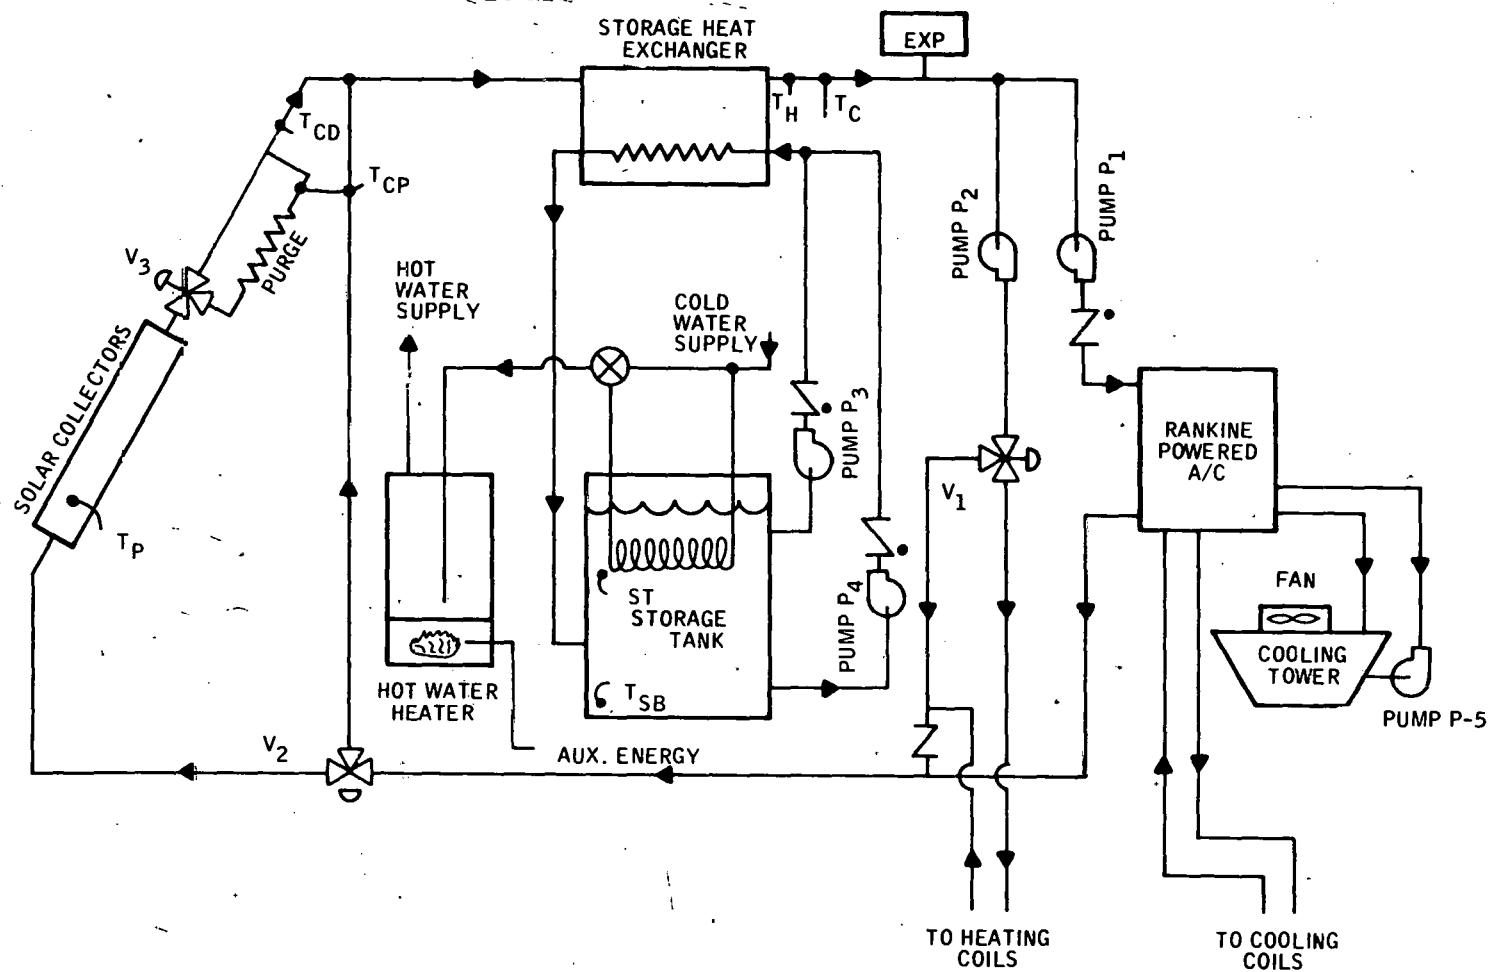 STORAGE HEAT
EXCHANGER
EXP
T_H
T_C
T_CD
T_CP
PUMP P_2
PUMP P_1
V_3
PURGE
HOT
WATER
SUPPLY
COLD
WATER
SUPPLY
SOLAR COLLECTORS
T_P
PUMP P_3
RANKINE
POWERED
A/C
V_1
ST
STORAGE
TANK
PUMP P_4
FAN
COOLING
TOWER
T_SB
HOT WATER
HEATER
PUMP P-5
V_2
AUX. ENERGY
TO HEATING
COILS
TO COOLING
COILS